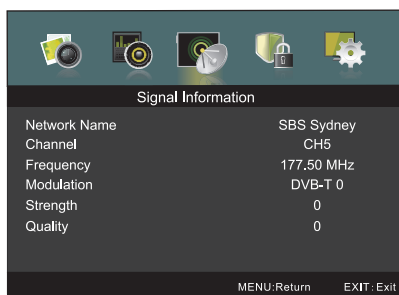 Signal Information
Network Name SBS Sydney
Channel CH5
Frequency 177.50 MHz
Modulation DVB-T 0
Strength 0
Quality 0
MENU:Return EXIT:Exit